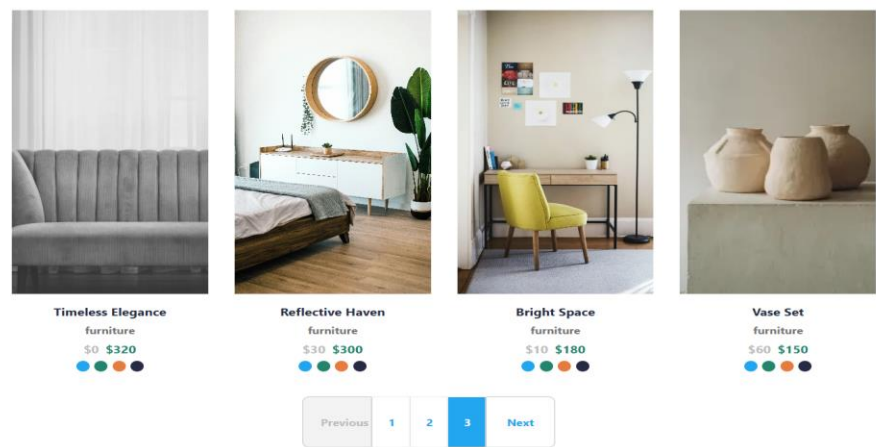 Timeless Elegance
furniture
$0 $320
Reflective Haven
furniture
$30 $300
Bright Space
furniture
$10 $180
Vase Set
furniture
$60 $150
Previous 1 2 3 Next